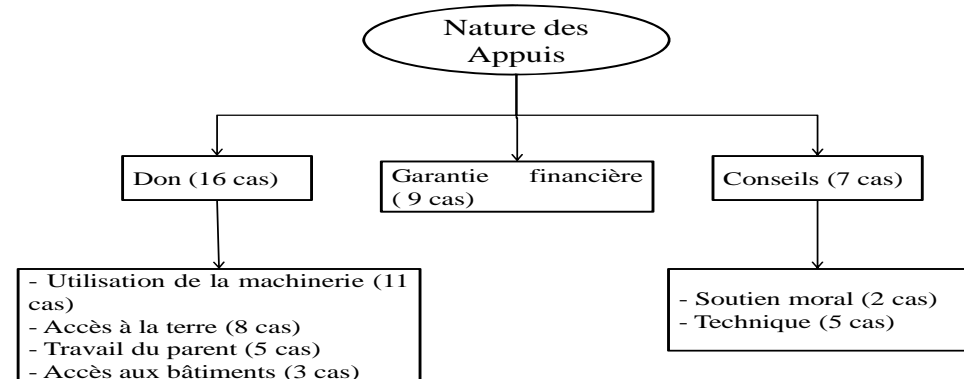 Nature des
Appuis
Don (16 cas)
Garantie financière
( 9 cas)
Conseils (7 cas)
- Utilisation de la machinerie (11
cas)
- Accès à la terre (8 cas)
- Travail du parent (5 cas)
- Accès aux bâtiments (3 cas)
- Soutien moral (2 cas)
- Technique (5 cas)